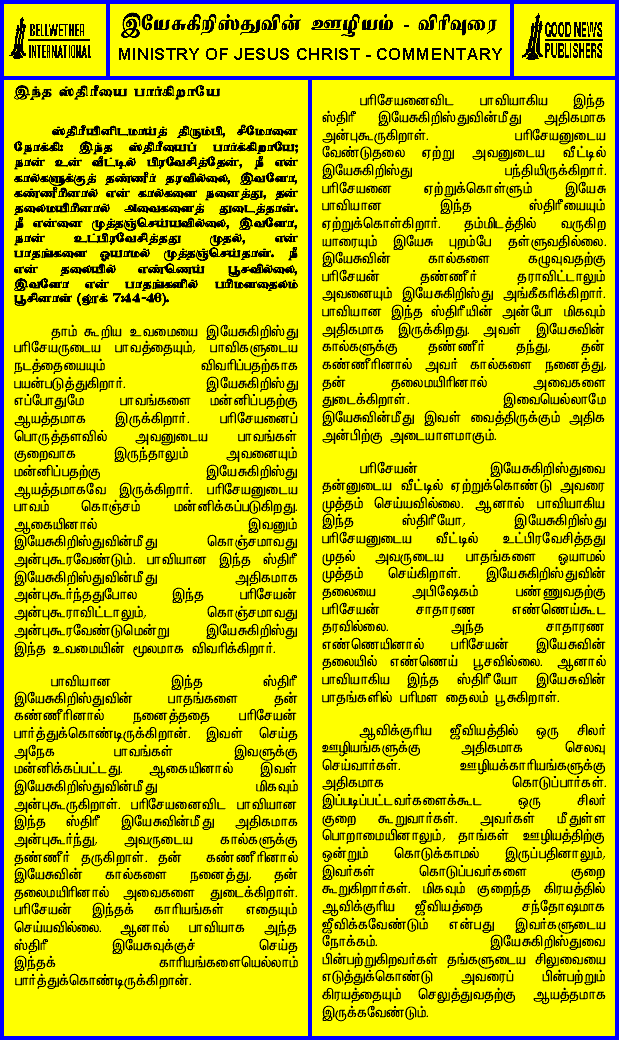 BELLWETHER
INTERNATIONAL
இயேசுகிறிஸ்துவின் ஊழியம் - விரிவுரை
MINISTRY OF JESUS CHRIST - COMMENTARY
GOOD NEWS
PUBLISHERS
இந்த ஸ்திரீயை பார்கிறாயே
ஸ்திரீயினிடமாய்த் திரும்பி, சீமோனை
நோக்கி: இந்த ஸ்திரீயைப் பார்க்கிறாயே;
நான் உன் வீட்டில் பிரவேசித்தேன், நீ என்
கால்களுக்குத் தண்ணீர் தரவில்லை, இவளோ,
கண்ணீரினால் என் கால்களை நனைத்து, தன்
தலைமயிரினால் அவைகளைத் துடைத்தாள்.
நீ என்னை முத்தஞ்செய்யவில்லை, இவளோ,
நான் உட்பிரவேசித்தது முதல், என்
பாதங்களை ஓயாமல் முத்தஞ்செய்தாள். நீ
என் தலையில் எண்ணெய் பூசவில்லை,
இவளோ என் பாதங்களில் பரிமளதைலம்
பூசினாள் (லூக் 7:44-46).
தாம் கூறிய உவமையை இயேசுகிறிஸ்து
பரிசேயருடைய பாவத்தையும், பாவிகளுடைய
நடத்தையையும் விவரிப்பதற்காக
பயன்படுத்துகிறார். இயேசுகிறிஸ்து
எப்போதுமே பாவங்களை மன்னிப்பதற்கு
ஆயத்தமாக இருக்கிறார். பரிசேயனைப்
பொருத்தளவில் அவனுடைய பாவங்கள்
குறைவாக இருந்தாலும் அவனையும்
மன்னிப்பதற்கு இயேசுகிறிஸ்து
ஆயத்தமாகவே இருக்கிறார். பரிசேயனுடைய
பாவம் கொஞ்சம் மன்னிக்கப்படுகிறது.
ஆகையினால் இவனும்
இயேசுகிறிஸ்துவின்மீது கொஞ்சமாவது
அன்புகூரவேண்டும். பாவியான இந்த ஸ்திரீ
இயேசுகிறிஸ்துவின்மீது அதிகமாக
அன்புகூர்ந்ததுபோல இந்த பரிசேயன்
அன்புகூராவிட்டாலும், கொஞ்சமாவது
அன்புகூரவேண்டுமென்று இயேசுகிறிஸ்து
இந்த உவமையின் மூலமாக விவரிக்கிறார்.
பாவியான இந்த ஸ்திரீ
இயேசுகிறிஸ்துவின் பாதங்களை தன்
கண்ணீரினால் நனைத்ததை பரிசேயன்
பார்த்துக்கொண்டிருக்கிறான். இவள் செய்த
அநேக பாவங்கள் இவளுக்கு
மன்னிக்கப்பட்டது. ஆகையினால் இவள்
இயேசுகிறிஸ்துவின்மீது மிகவும்
அன்புகூருகிறாள். பரிசேயனைவிட பாவியான
இந்த ஸ்திரீ இயேசுவின்மீது அதிகமாக
அன்புகூர்ந்து, அவருடைய கால்களுக்கு
தண்ணீர் தருகிறாள். தன் கண்ணீரினால்
இயேசுவின் கால்களை நனைத்து, தன்
தலைமயிரினால் அவைகளை துடைக்கிறாள்.
பரிசேயன் இந்தக் காரியங்கள் எதையும்
செய்யவில்லை. ஆனால் பாவியாக அந்த
ஸ்திரீ இயேசுவுக்குச் செய்த
இந்தக் காரியங்களையெல்லாம்
பார்த்துக்கொண்டிருக்கிறான்.
பரிசேயனைவிட பாவியாகிய இந்த
ஸ்திரீ இயேசுகிறிஸ்துவின்மீது அதிகமாக
அன்புகூருகிறாள். பரிசேயனுடைய
வேண்டுதலை ஏற்று அவனுடைய வீட்டில்
இயேசுகிறிஸ்து பந்தியிருக்கிறார்.
பரிசேயனை ஏற்றுக்கொள்ளும் இயேசு
பாவியான இந்த ஸ்திரீயையும்
ஏற்றுக்கொள்கிறார். தம்மிடத்தில் வருகிற
யாரையும் இயேசு புறம்பே தள்ளுவதில்லை.
இயேசுவின் கால்களை கழுவுவதற்கு
பரிசேயன் தண்ணீர் தராவிட்டாலும்
அவனையும் இயேசுகிறிஸ்து அங்கீகரிக்கிறார்.
பாவியான இந்த ஸ்திரீயின் அன்போ மிகவும்
அதிகமாக இருக்கிறது. அவள் இயேசுவின்
கால்களுக்கு தண்ணீர் தந்து, தன்
கண்ணீரினால் அவர் கால்களை நனைத்து,
தன் தலைமயிரினால் அவைகளை
துடைக்கிறாள். இவையெல்லாமே
இயேசுவின்மீது இவள் வைத்திருக்கும் அதிக
அன்பிற்கு அடையாளமாகும்.
பரிசேயன் இயேசுகிறிஸ்துவை
தன்னுடைய வீட்டில் ஏற்றுக்கொண்டு அவரை
முத்தம் செய்யவில்லை. ஆனால் பாவியாகிய
இந்த ஸ்திரீயோ, இயேசுகிறிஸ்து
பரிசேயனுடைய வீட்டில் உட்பிரவேசித்தது
முதல் அவருடைய பாதங்களை ஓயாமல்
முத்தம் செய்கிறாள். இயேசுகிறிஸ்துவின்
தலையை அபிஷேகம் பண்ணுவதற்கு
பரிசேயன் சாதாரண எண்ணெய்கூட
தரவில்லை. அந்த சாதாரண
எண்ணெயினால் பரிசேயன் இயேசுவின்
தலையில் எண்ணெய் பூசவில்லை. ஆனால்
பாவியாகிய இந்த ஸ்திரீயோ இயேசுவின்
பாதங்களில் பரிமள தைலம் பூசுகிறாள்.
ஆவிக்குரிய ஜீவியத்தில் ஒரு சிலர்
ஊழியங்களுக்கு அதிகமாக செலவு
செய்வார்கள். ஊழியக்காரியங்களுக்கு
அதிகமாக கொடுப்பார்கள்.
இப்படிப்பட்டவர்களைக்கூட ஒரு சிலர்
குறை கூறுவார்கள். அவர்கள் மீதுள்ள
பொறாமையினாலும், தாங்கள் ஊழியத்திற்கு
ஒன்றும் கொடுக்காமல் இருப்பதினாலும்,
இவர்கள் கொடுப்பவர்களை குறை
கூறுகிறார்கள். மிகவும் குறைந்த கிரயத்தில்
ஆவிக்குரிய ஜீவியத்தை சந்தோஷமாக
ஜீவிக்கவேண்டும் என்பது இவர்களுடைய
நோக்கம். இயேசுகிறிஸ்துவை
பின்பற்றுகிறவர்கள் தங்களுடைய சிலுவையை
எடுத்துக்கொண்டு அவரைப் பின்பற்றும்
கிரயத்தையும் செலுத்துவதற்கு ஆயத்தமாக
இருக்கவேண்டும்.